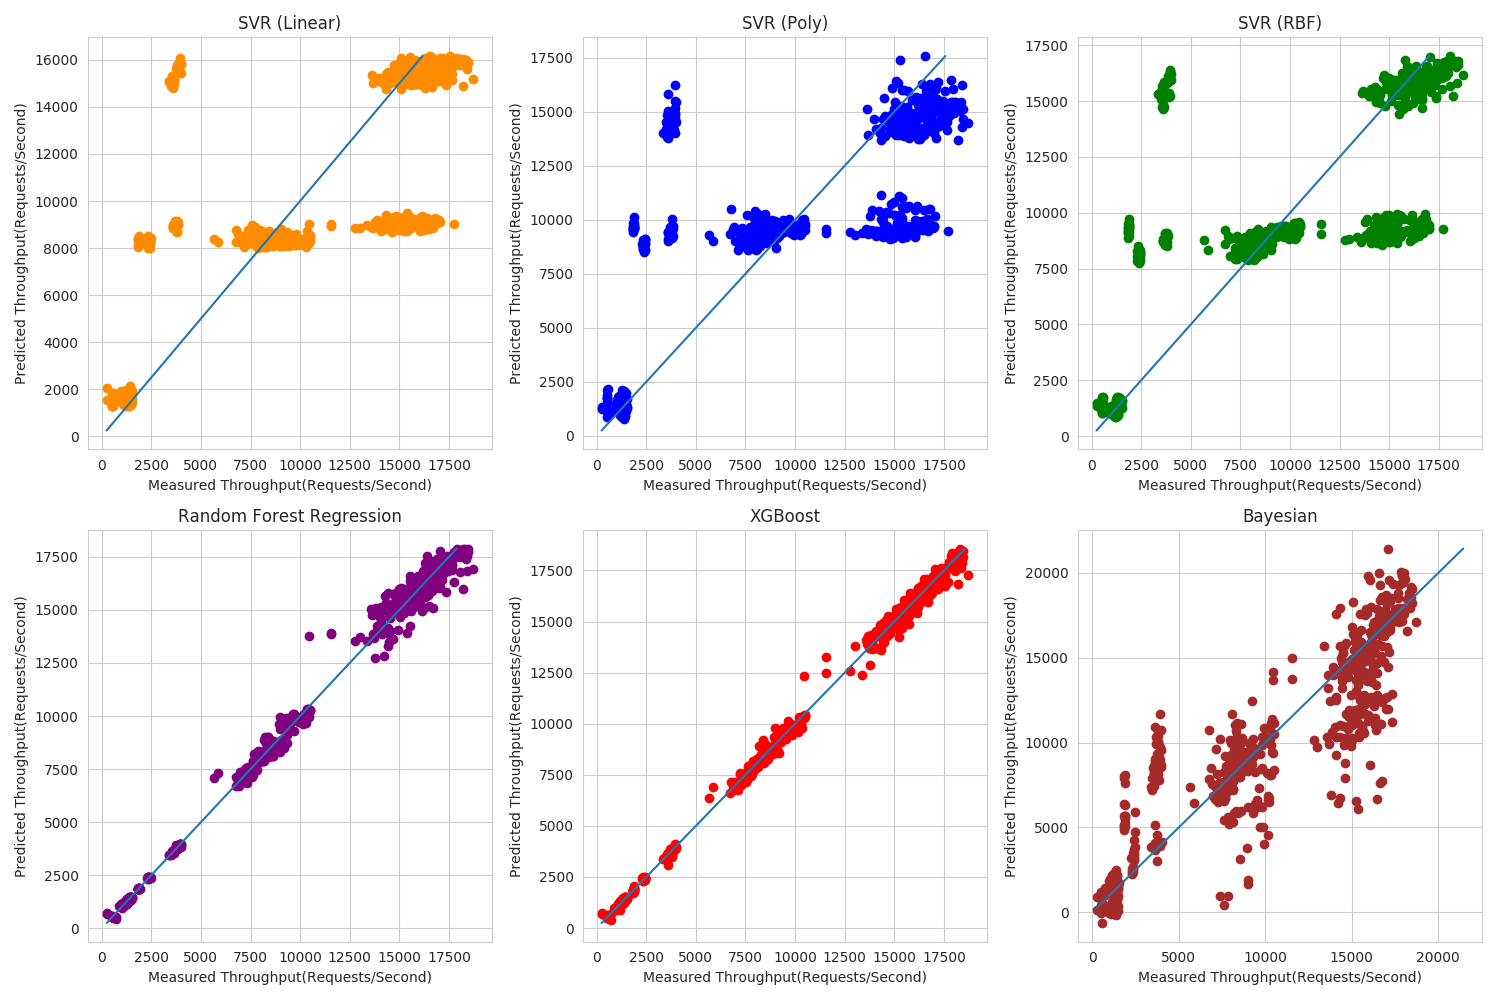 SVR (Linear)
SVR (Poly)
SVR (RBF)
Predicted Throughput(Requests/Second)
16000
14000
12000
10000
8000
6000
4000
2000
0
0 2500 5000 7500 10000 12500 15000 17500
Measured Throughput(Requests/Second)
Predicted Throughput(Requests/Second)
17500
15000
12500
10000
7500
5000
2500
0
0 2500 5000 7500 10000 12500 15000 17500
Measured Throughput(Requests/Second)
Predicted Throughput(Requests/Second)
17500
15000
12500
10000
7500
5000
2500
0
0 2500 5000 7500 10000 12500 15000 17500
Measured Throughput(Requests/Second)
Random Forest Regression
XGBoost
Bayesian
Predicted Throughput(Requests/Second)
17500
15000
12500
10000
7500
5000
2500
0
0 2500 5000 7500 10000 12500 15000 17500
Measured Throughput(Requests/Second)
Predicted Throughput(Requests/Second)
17500
15000
12500
10000
7500
5000
2500
0
0 2500 5000 7500 10000 12500 15000 17500
Measured Throughput(Requests/Second)
Predicted Throughput(Requests/Second)
20000
15000
10000
5000
0
0 5000 10000 15000 20000
Measured Throughput(Requests/Second)